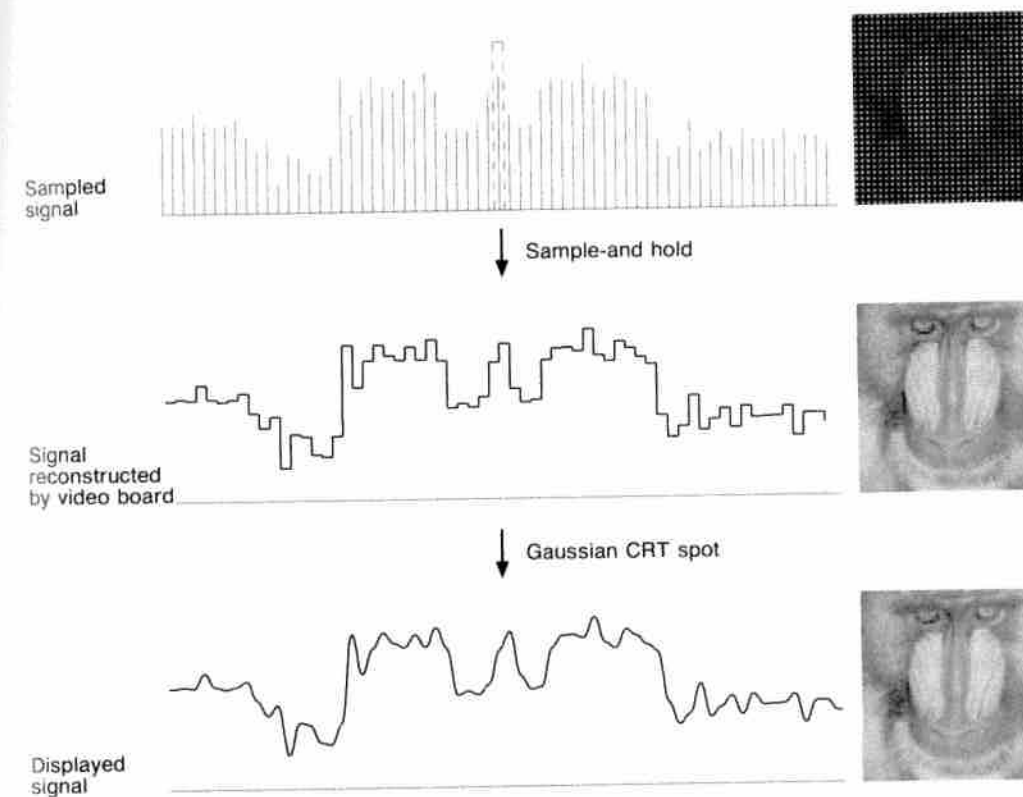 Sampled
signal
Sample-and hold
Signal
reconstructed
by video board
Gaussian CRT spot
Displayed
signal